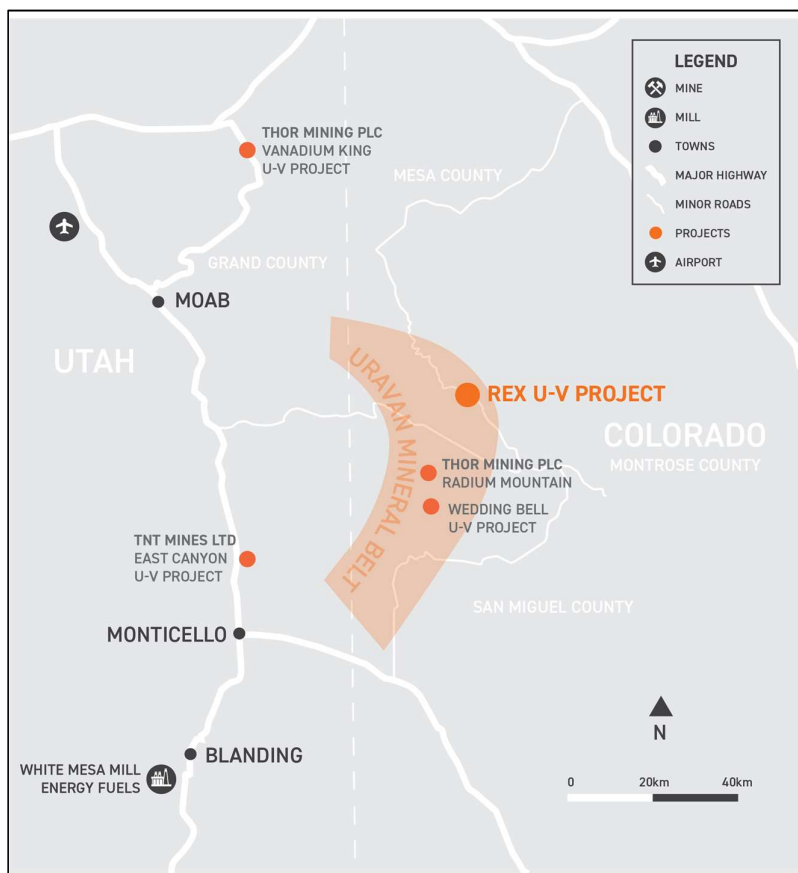 LEGEND
MINE
MILL
TOWNS
MAJOR HIGHWAY
MINOR ROADS
PROJECTS
AIRPORT
THOR MINING PLC
VANADIUM KING
U-V PROJECT
MESA COUNTY
GRAND COUNTY
MOAB
UTAH
URAVAN MINERAL BELT
REX U-V PROJECT
COLORADO
MONTROSE COUNTY
THOR MINING PLC
RADIUM MOUNTAIN
WEDDING BELL
U-V PROJECT
TNT MINES LTD
EAST CANYON
U-V PROJECT
SAN MIGUEL COUNTY
MONTICELLO
N
BLANDING
WHITE MESA MILL
ENERGY FUELS
0 20km 40km